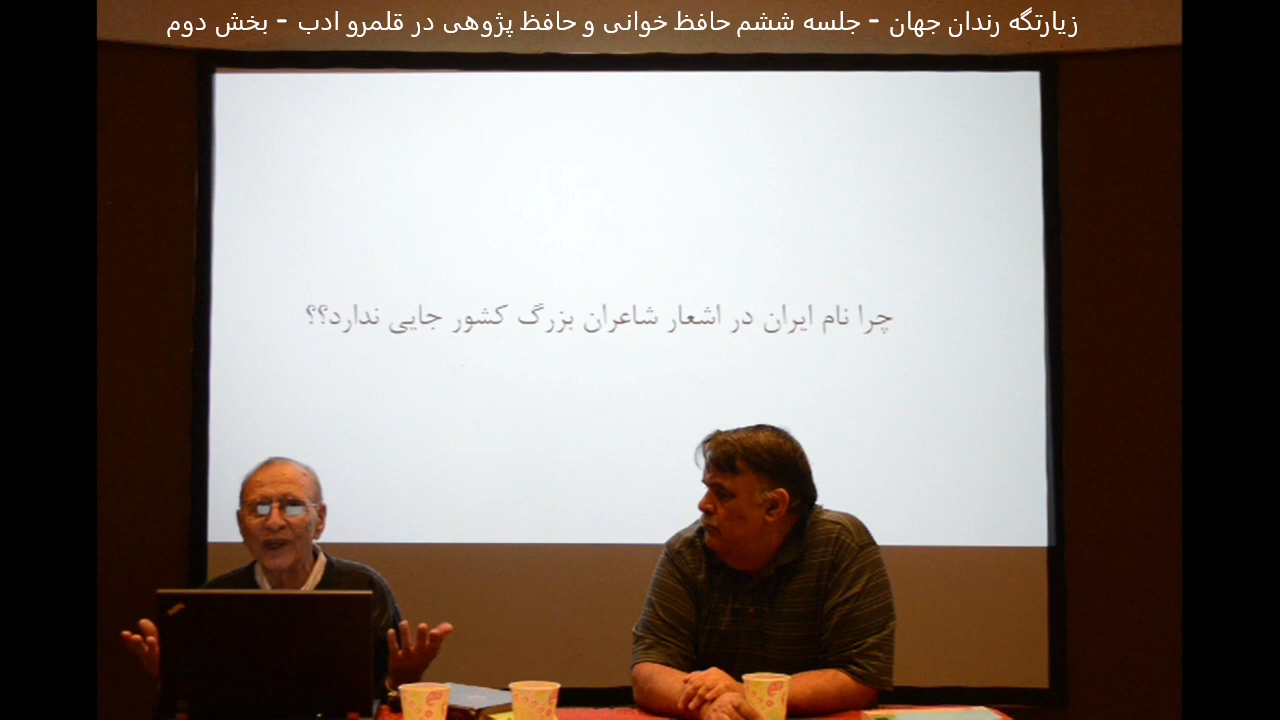 زیارتگه رندان جهان - جلسه ششم حافظ خوانی و حافظ پژوهی در قلمرو ادب - بخش دوم
چرا نام ایران در اشعار شاعران بزرگ کشور جایی ندارد؟؟